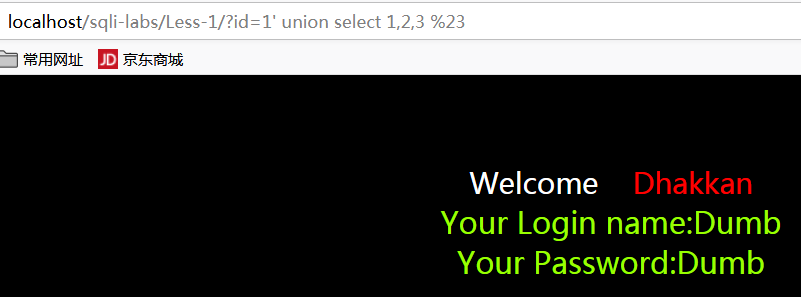 localhost/sqli-labs/Less-1/?id=1' union select 1,2,3 %23
常用网址 JD 京东商城
Welcome Dhakkan
Your Login name:Dumb
Your Password:Dumb